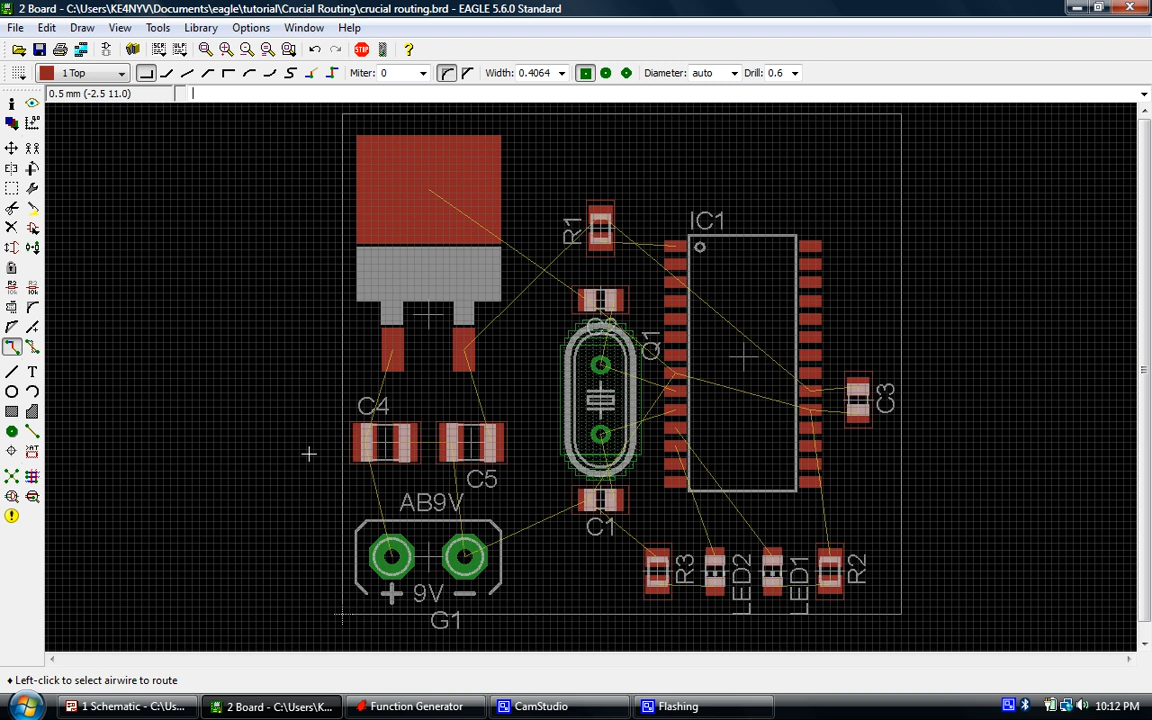 2 Board - C:\Users\KE4NYV\Documents\eagle\tutorial\Crucial Routing\crucial routing.brd - EAGLE 5.6.0 Standard
File Edit Draw View Tools Library Options Window Help
SCR ULP STOP ?
1 Top Miter: 0 Width: 0.4064 Diameter: auto Drill: 0.6
0.5 mm (-2.5 11.0)
R1
IC1
Q1
C4
C3
C5
AB9V
C1
R3
LED2
LED1
R2
+ 9V -
G1
Left-click to select airwire to route
1 Schematic - C:\Us...
2 Board - C:\Users\K...
Function Generator
CamStudio
Flashing
10:12 PM